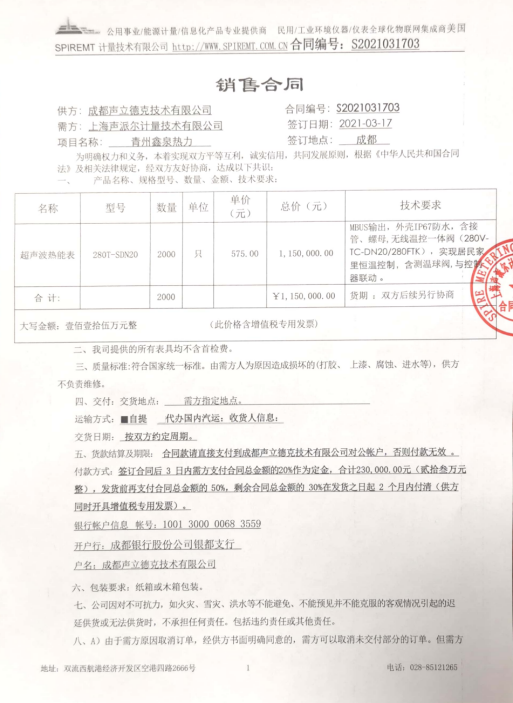 公用事业/能源计量/信息化产品专业提供商 民用/工业环境仪器/仪表全球化物联网集成商美国
SPIREMT 计量技术有限公司 http://WWW.SPIREMT.COM.CN 合同编号: S2021031703
销售合同
供方: 成都声立德克技术有限公司 合同编号: S2021031703
需方: 上海声派尔计量技术有限公司 签订日期: 2021-03-17
项目名称: 青州鑫泉热力 签订地点: 成都
为明确权力和义务，本着实现双方平等互利，诚实信用，共同发展原则，根据《中华人民共和国合同
法》及相关法律规定，经双方友好协商，达成以下共识:
一、 产品名称、规格型号、数量、金额、技术要求:
名称 型号 数量 单位 单价（元） 总价（元） 技术要求
超声波热能表 280T-SDN20 2000 只 575.00 1,150,000.00 MBUS输出，外壳IP67防水，含接
管、螺母，无线温控一体阀（280V-
TC-DN20/280FTK），实现居民家
里恒温控制，含测温球阀，与控制
器联动。
合计: 2000 ¥1,150,000.00 货期：双方后续另行协商
大写金额: 壹佰壹拾伍万元整 （此价格含增值税专用发票）
SPIRE METERING
上海声派尔计
合同
二、我司提供的所有表具均不含首检费。
三、质量标准:符合国家统一标准。由需方人为原因造成损坏的(打胶、上漆、腐蚀、进水等)，供方
不负责维修。
四、交付: 交货地点: 需方指定地点。
运输方式: ■自提 代办国内汽运: 收货人信息:
交货日期: 按双方约定周期。
五、货款结算及期限: 合同款请直接支付到成都声立德克技术有限公司对公帐户，否则付款无效。
付款方式: 签订合同后 3 日内需方支付合同总金额的20%作为定金，合计230,000.00元（贰拾叁万元
整），发货前再支付合同总金额的 50%，剩余合同总金额的 30%在发货之日起 2 个月内付清（供方
同时开具增值税专用发票）。
银行帐户信息 帐号: 1001 3000 0068 3559
开户行: 成都银行股份公司银都支行
户名: 成都声立德克技术有限公司
六、包装要求: 纸箱或木箱包装。
七、公司因对不可抗力，如火灾、雪灾、洪水等不能避免、不能预见并不能克服的客观情况引起的迟
延供货或无法供货时，不承担任何责任。包括违约责任或其他责任。
八、A）由于需方原因取消订单，经供方书面明确同意的，需方可以取消未交付部分的订单。但需方
地址: 双流西航港经济开发区空港四路2666号 1 电话: 028-85121265